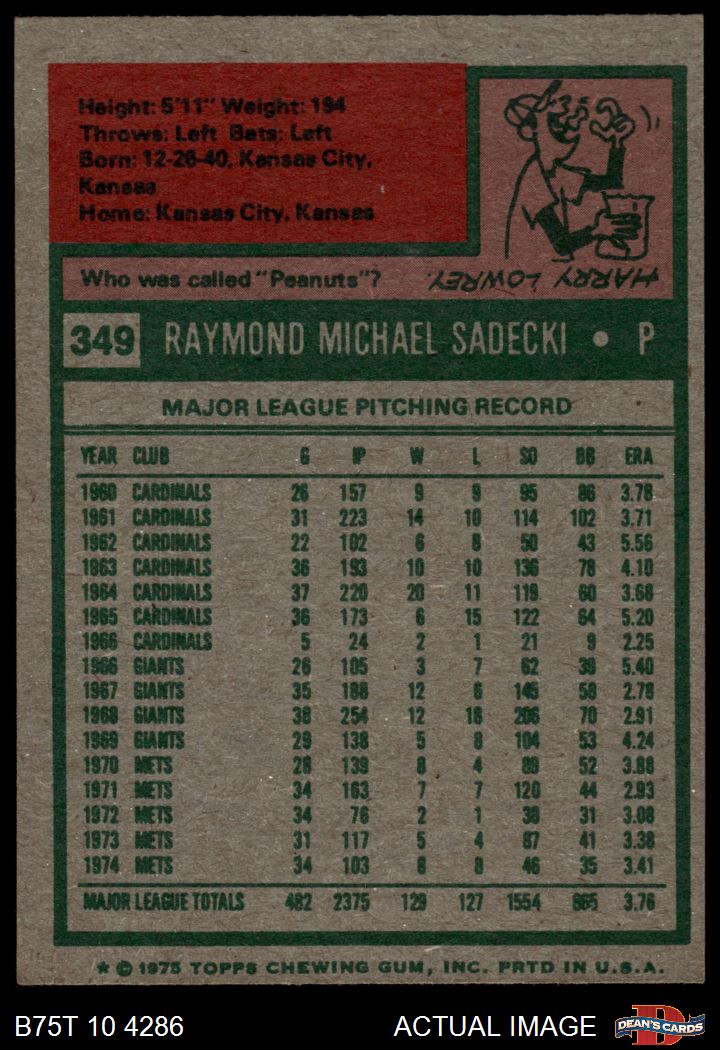 Height: 5'11" Weight: 194
Throws: Left Bats: Left
Born: 12-26-40, Kansas City,
Kansas
Home: Kansas City, Kansas
Who was called "Peanuts"?
HARRY LOWREY.
349 RAYMOND MICHAEL SADECKI • P
MAJOR LEAGUE PITCHING RECORD
YEAR CLUB G IP W L SO BB ERA
1960 CARDINALS 26 157 9 9 95 86 3.78
1961 CARDINALS 31 223 14 10 114 102 3.71
1962 CARDINALS 22 102 6 8 50 43 5.56
1963 CARDINALS 36 193 10 10 136 78 4.10
1964 CARDINALS 37 220 20 11 119 60 3.68
1965 CARDINALS 36 173 6 15 122 64 5.20
1966 CARDINALS 5 24 2 1 21 9 2.25
1966 GIANTS 26 105 3 7 62 39 5.40
1967 GIANTS 35 188 12 6 145 58 2.78
1968 GIANTS 38 254 12 18 206 70 2.91
1969 GIANTS 29 138 5 8 104 53 4.24
1970 METS 28 139 8 4 89 52 3.88
1971 METS 34 163 7 7 120 44 2.93
1972 METS 34 76 2 1 38 31 3.08
1973 METS 31 117 5 4 87 41 3.38
1974 METS 34 103 8 8 46 35 3.41
MAJOR LEAGUE TOTALS 482 2375 129 127 1554 865 3.76
★ © 1975 TOPPS CHEWING GUM, INC. PRTD IN U.S.A.
B75T 10 4286 ACTUAL IMAGE DEAN'S CARDS